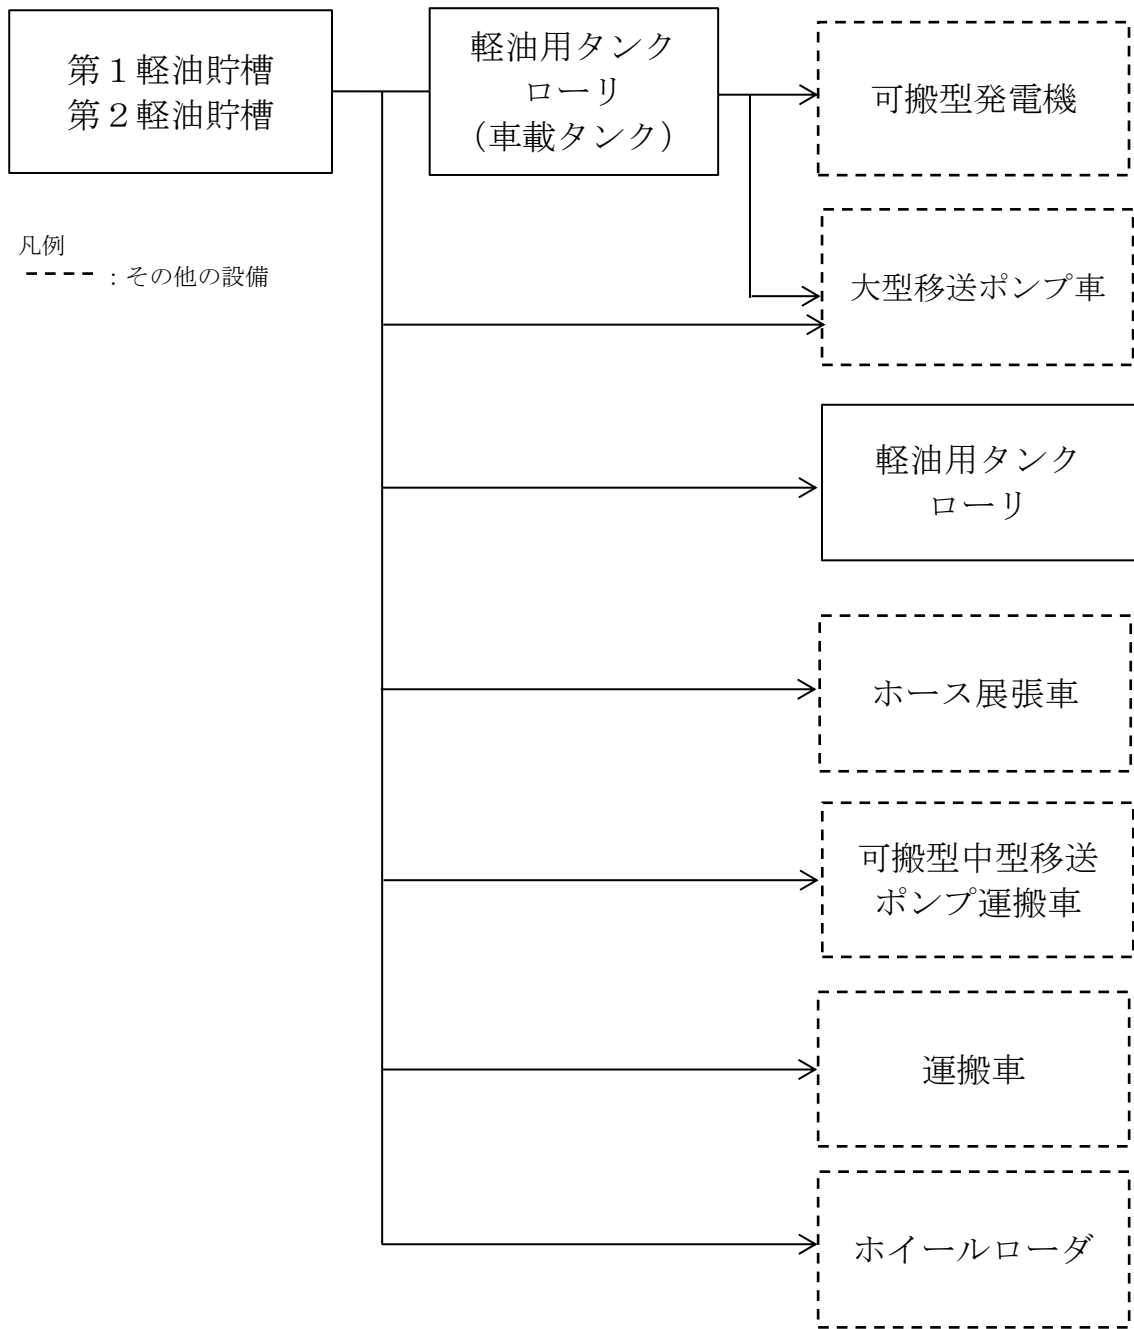 第１軽油貯槽
第２軽油貯槽
軽油用タンク
ローリ
（車載タンク）
可搬型発電機
凡例
：その他の設備
大型移送ポンプ車
軽油用タンク
ローリ
ホース展張車
可搬型中型移送
ポンプ運搬車
運搬車
ホイールローダ